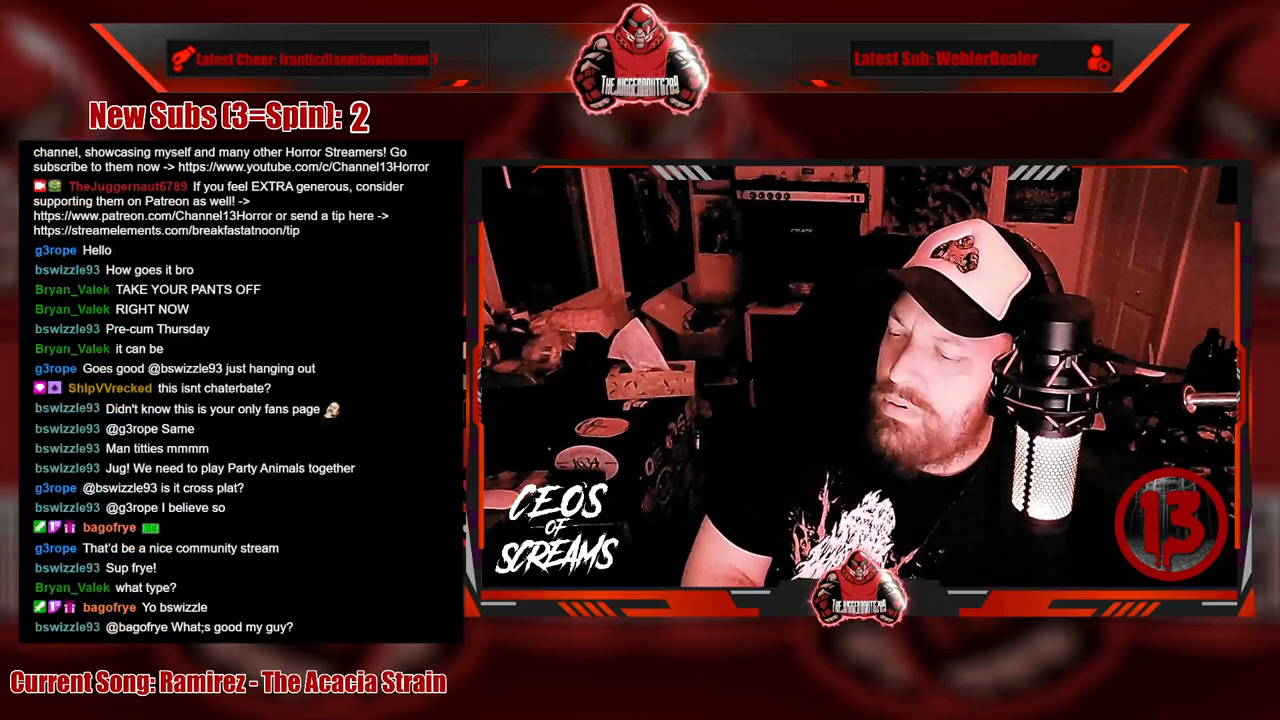 Latest Cheer: franticdisembowelment 1
THEJUGGERNAUT6789
Latest Sub: WehlerDealer
New Subs (3=Spin): 2
channel, showcasing myself and many other Horror Streamers! Go
subscribe to them now -> https://www.youtube.com/c/Channel13Horror
TheJuggernaut6789 If you feel EXTRA generous, consider
supporting them on Patreon as well! ->
https://www.patreon.com/Channel13Horror or send a tip here ->
https://streamelements.com/breakfastatnoon/tip
g3rope Hello
bswizzle93 How goes it bro
Bryan_Valek TAKE YOUR PANTS OFF
Bryan_Valek RIGHT NOW
bswizzle93 Pre-cum Thursday
Bryan_Valek it can be
g3rope Goes good @bswizzle93 just hanging out
ShipVVrecked this isnt chaterbate?
bswizzle93 Didn't know this is your only fans page
bswizzle93 @g3rope Same
bswizzle93 Man titties mmmm
bswizzle93 Jug! We need to play Party Animals together
g3rope @bswizzle93 is it cross plat?
bswizzle93 @g3rope I believe so
bagofrye
g3rope That'd be a nice community stream
bswizzle93 Sup frye!
Bryan_Valek what type?
bagofrye Yo bswizzle
bswizzle93 @bagofrye What;s good my guy?
1634
CEOS
OF
SCREAMS
13
THEJUGGERNAUT6789
Current Song: Ramirez - The Acacia Strain